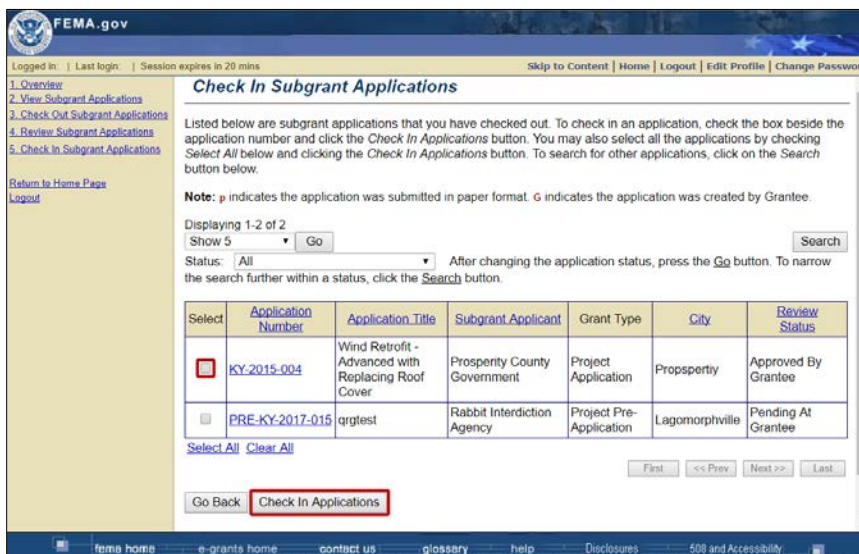 FEMA.gov
Logged in: | Last login: | Session expires in 20 mins
Skip to Content | Home | Logout | Edit Profile | Change Passwo
1. Overview
2. View Subgrant Applications
3. Check Out Subgrant Applications
4. Review Subgrant Applications
5. Check In Subgrant Applications
Return to Home Page
Logout
Check In Subgrant Applications
Listed below are subgrant applications that you have checked out. To check in an application, check the box beside the
application number and click the Check In Applications button. You may also select all the applications by checking
Select All below and clicking the Check In Applications button. To search for other applications, click on the Search
button below.
Note: p indicates the application was submitted in paper format. G indicates the application was created by Grantee.
Displaying 1-2 of 2
Show 5 Go Search
Status: All After changing the application status, press the Go button. To narrow
the search further within a status, click the Search button.
Select Application Number Application Title Subgrant Applicant Grant Type City Review Status
KY-2015-004 Wind Retrofit - Advanced with Replacing Roof Cover Prosperity County Government Project Application Propspertiy Approved By Grantee
PRE-KY-2017-015 qrgtest Rabbit Interdiction Agency Project Pre-Application Lagomorphville Pending At Grantee
Select All Clear All
First << Prev Next >> Last
Go Back Check In Applications
fema home e-grants home contact us glossary help Disclosures 508 and Accessibility